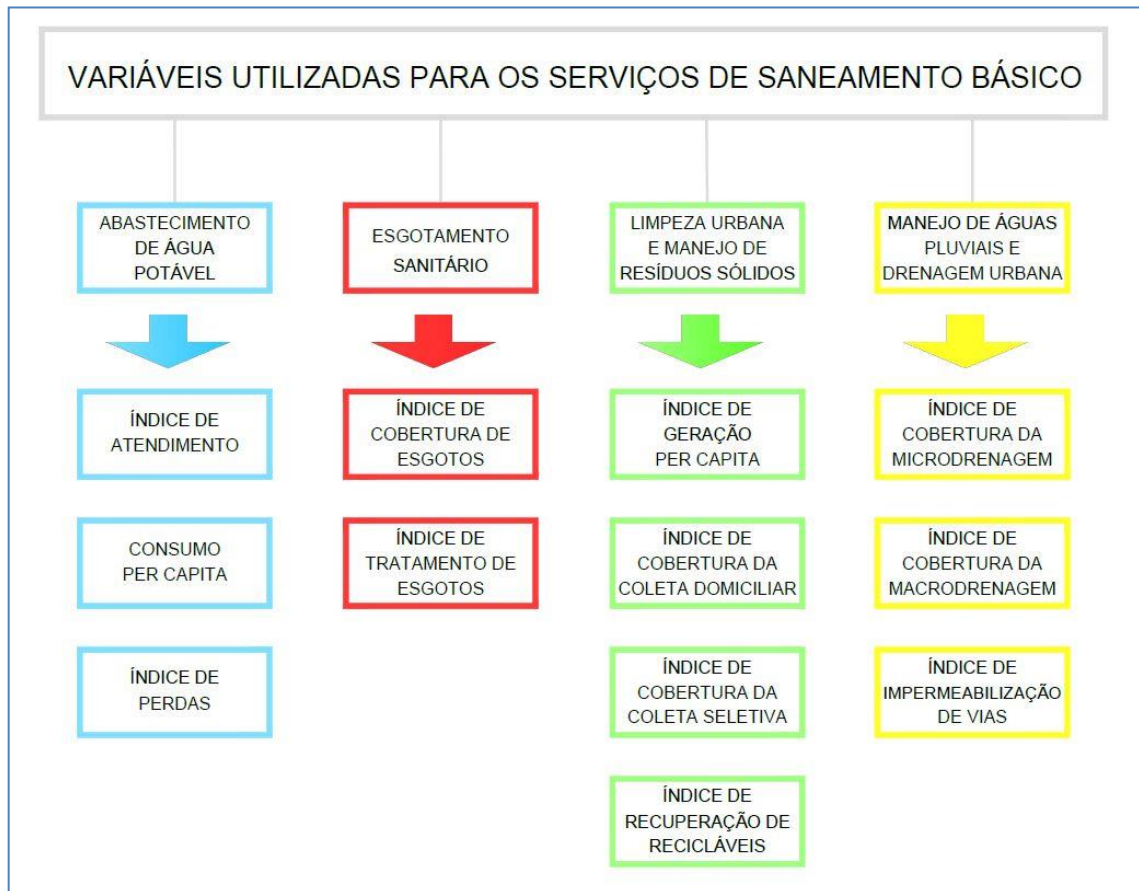 VARIÁVEIS UTILIZADAS PARA OS SERVIÇOS DE SANEAMENTO BÁSICO
ABASTECIMENTO
DE ÁGUA
POTÁVEL
ÍNDICE DE
ATENDIMENTO
CONSUMO
PER CAPITA
ÍNDICE DE
PERDAS
ESGOTAMENTO
SANITÁRIO
ÍNDICE DE
COBERTURA DE
ESGOTOS
ÍNDICE DE
TRATAMENTO DE
ESGOTOS
LIMPEZA URBANA
E MANEJO DE
RESÍDUOS SÓLIDOS
ÍNDICE DE
GERAÇÃO
PER CAPITA
ÍNDICE DE
COBERTURA DA
COLETA DOMICILIAR
ÍNDICE DE
COBERTURA DA
COLETA SELETIVA
ÍNDICE DE
RECUPERAÇÃO DE
RECICLÁVEIS
MANEJO DE ÁGUAS
PLUVIAIS E
DRENAGEM URBANA
ÍNDICE DE
COBERTURA DA
MICRODRENAGEM
ÍNDICE DE
COBERTURA DA
MACRODRENAGEM
ÍNDICE DE
IMPERMEABILIZAÇÃO
DE VIAS